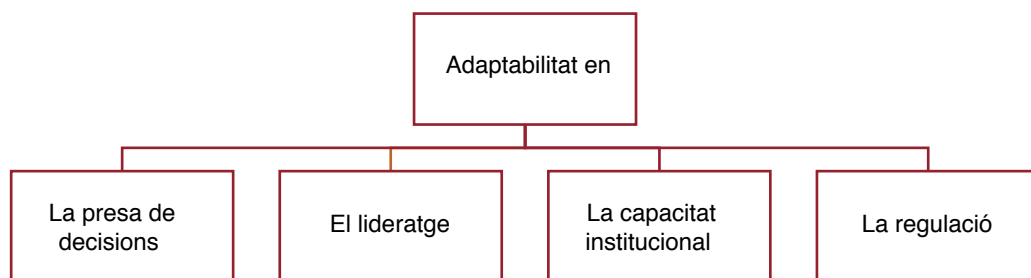 Adaptabilitat en
La presa de
decisions
El lideratge
La capacitat
institucional
La regulació